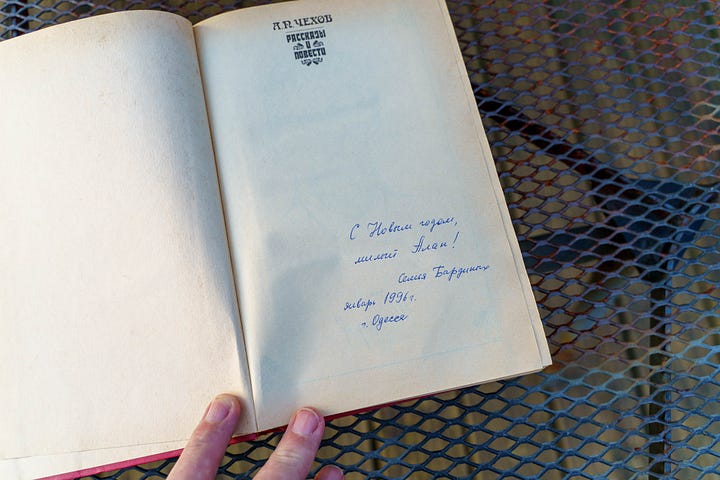 А.П. ЧЕХОВ
РАССКАЗЫ
И
ПОВЕСТИ
С Новым годом,
милый Алан!
Семья Бардиных
январь 1996 г.
г. Одесса